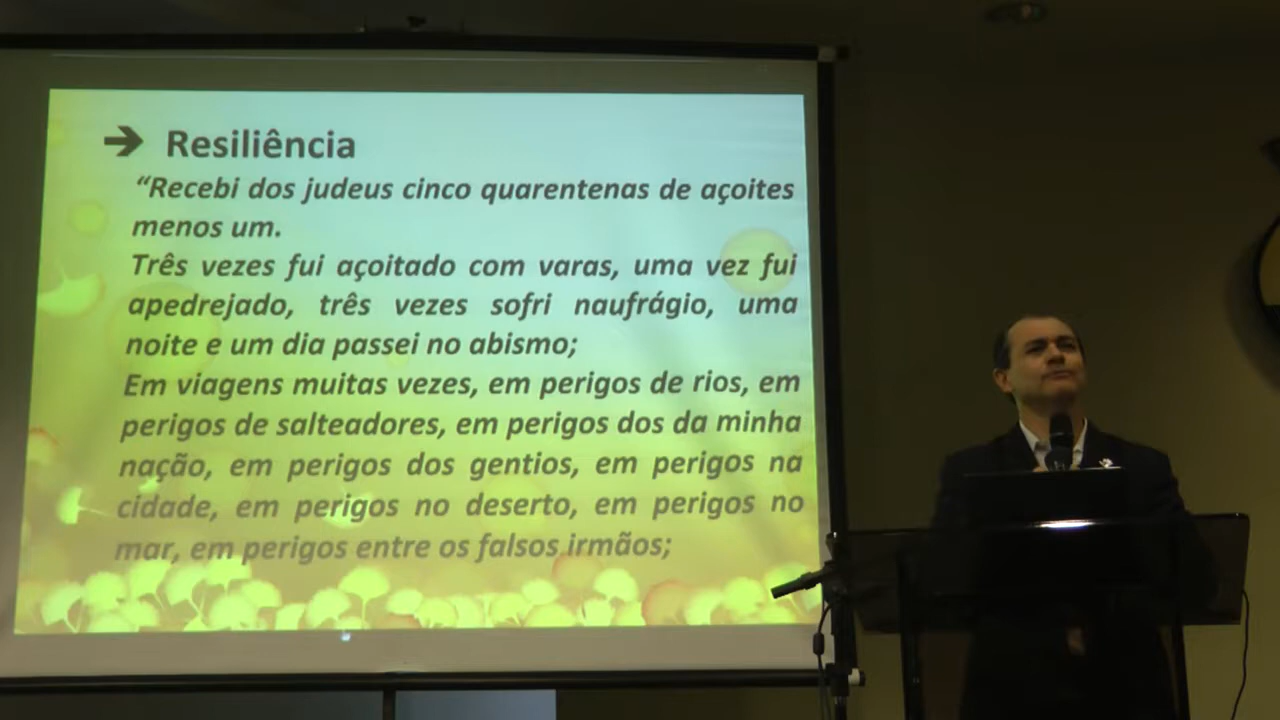 ➔ Resiliência
“Recebi dos judeus cinco quarentenas de açoites
menos um.
Três vezes fui açoitado com varas, uma vez fui
apedrejado, três vezes sofri naufrágio, uma
noite e um dia passei no abismo;
Em viagens muitas vezes, em perigos de rios, em
perigos de salteadores, em perigos dos da minha
nação, em perigos dos gentios, em perigos na
cidade, em perigos no deserto, em perigos no
mar, em perigos entre os falsos irmãos;